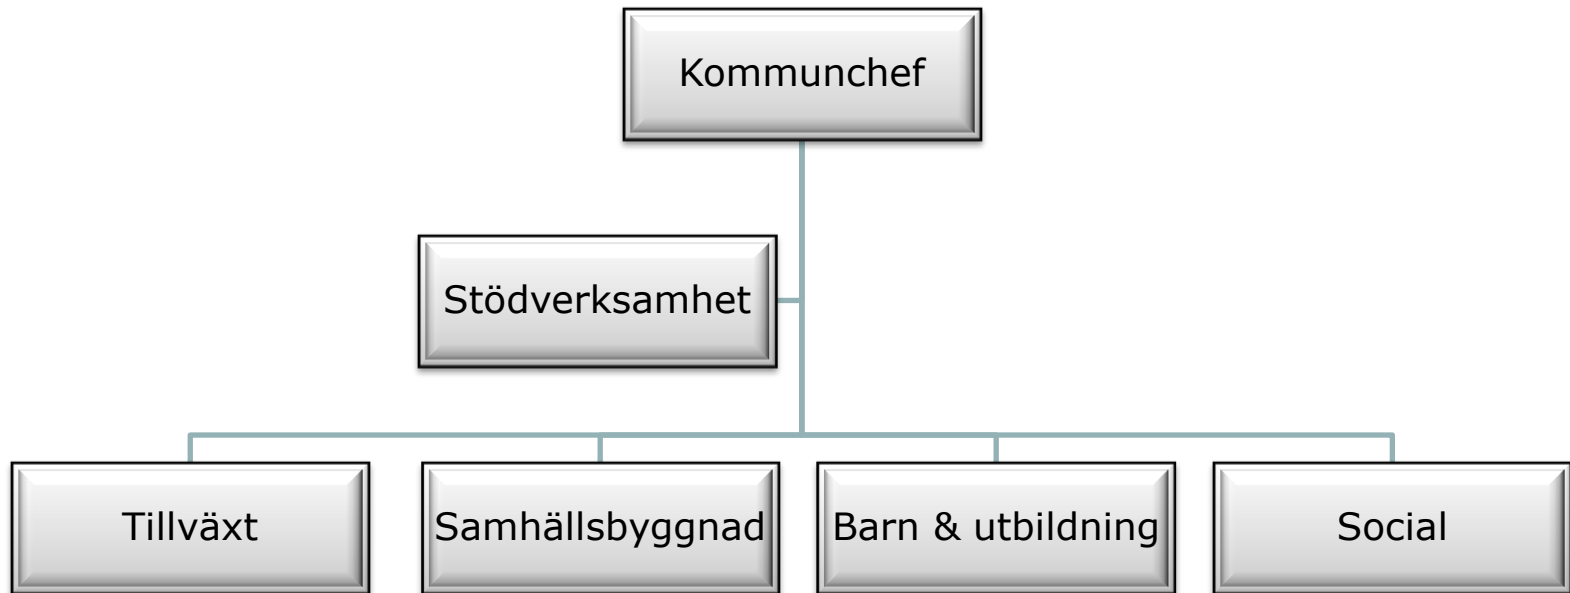 Kommunchef
Stödverksamhet
Tillväxt
Samhällsbyggnad
Barn & utbildning
Social